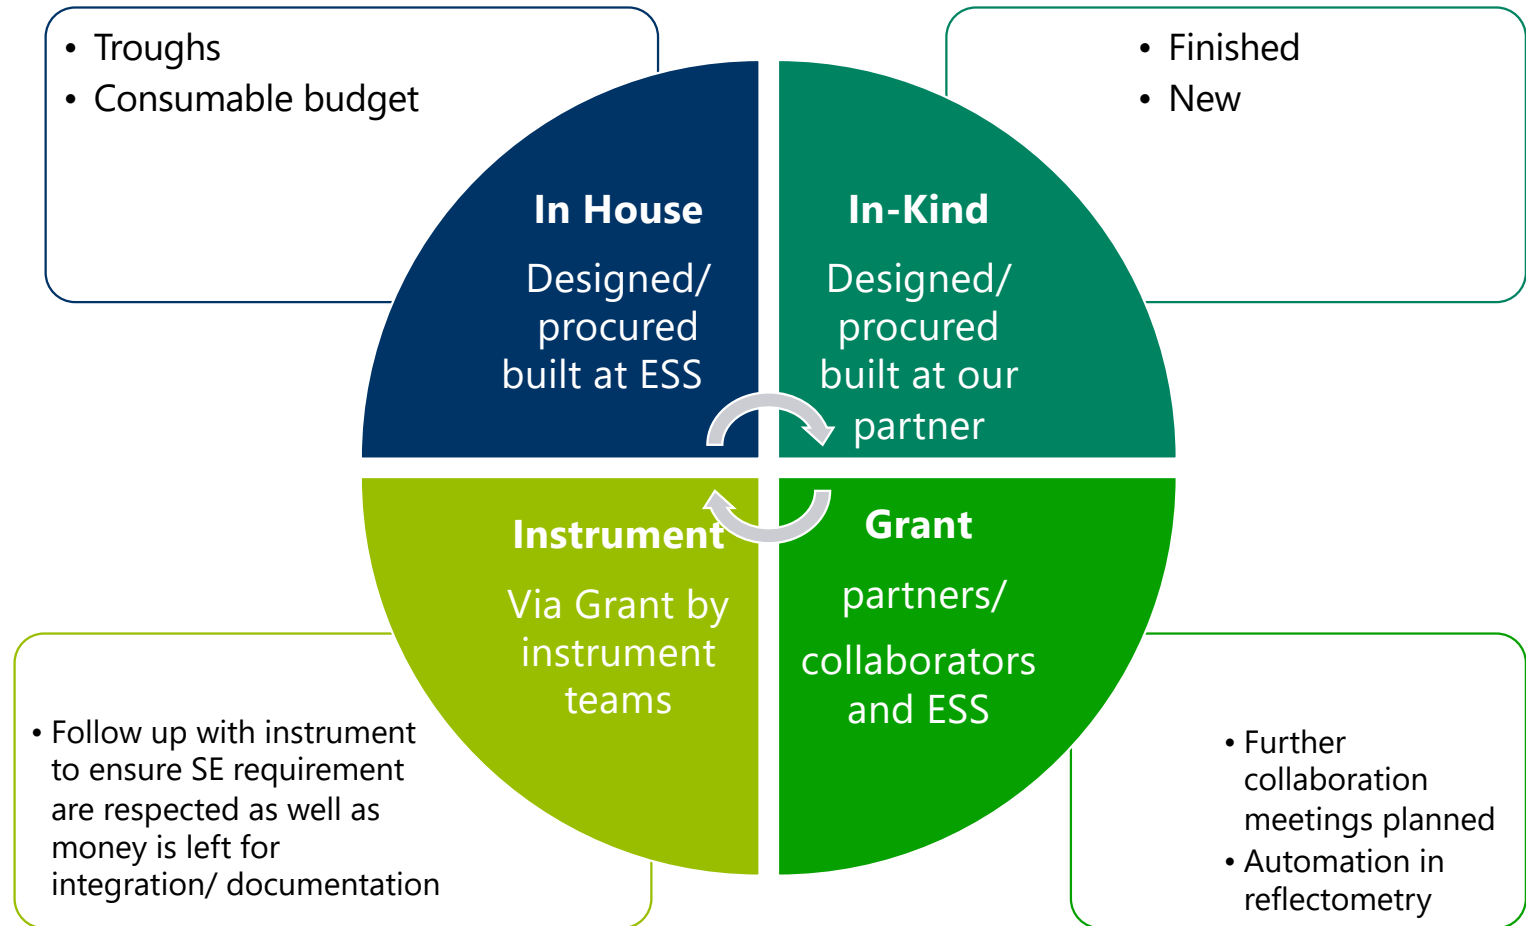 • Troughs
• Consumable budget
• Finished
• New
In House
Designed/
procured
built at ESS
In-Kind
Designed/
procured
built at our
partner
Instrument
Via Grant by
instrument
teams
Grant
partners/
collaborators
and ESS
• Follow up with instrument
to ensure SE requirement
are respected as well as
money is left for
integration/ documentation
• Further
collaboration
meetings planned
• Automation in
reflectometry